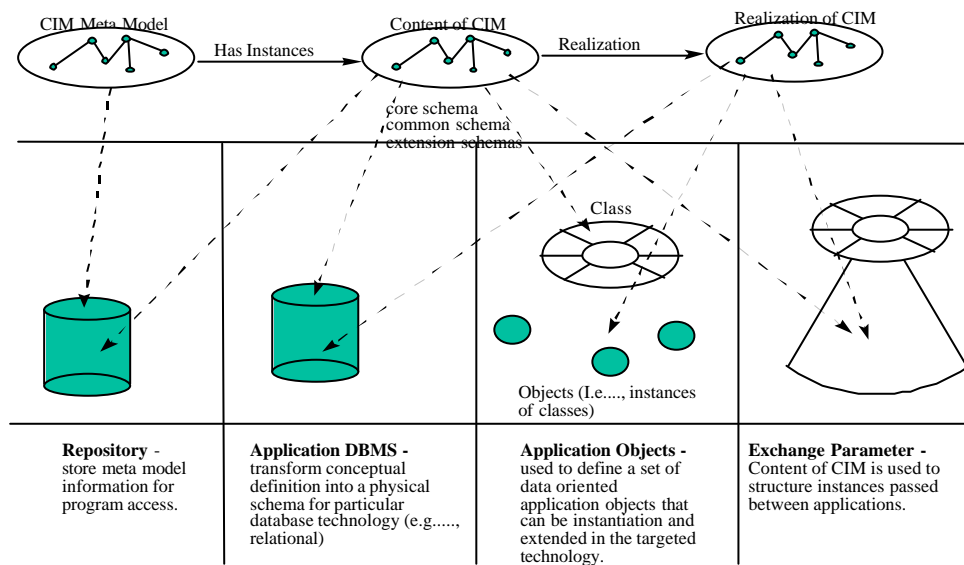 CIM Meta Model
Content of CIM
Realization of CIM
Has Instances
Realization
core schema
common schema
extension schemas
Class
Objects (I.e...., instances
of classes)
Repository -
store meta model
information for
program access.
Application DBMS -
transform conceptual
definition into a physical
schema for particular
database technology (e.g.....,
relational)
Application Objects -
used to define a set of
data oriented
application objects that
can be instantiation and
extended in the targeted
technology.
Exchange Parameter -
Content of CIM is used to
structure instances passed
between applications.